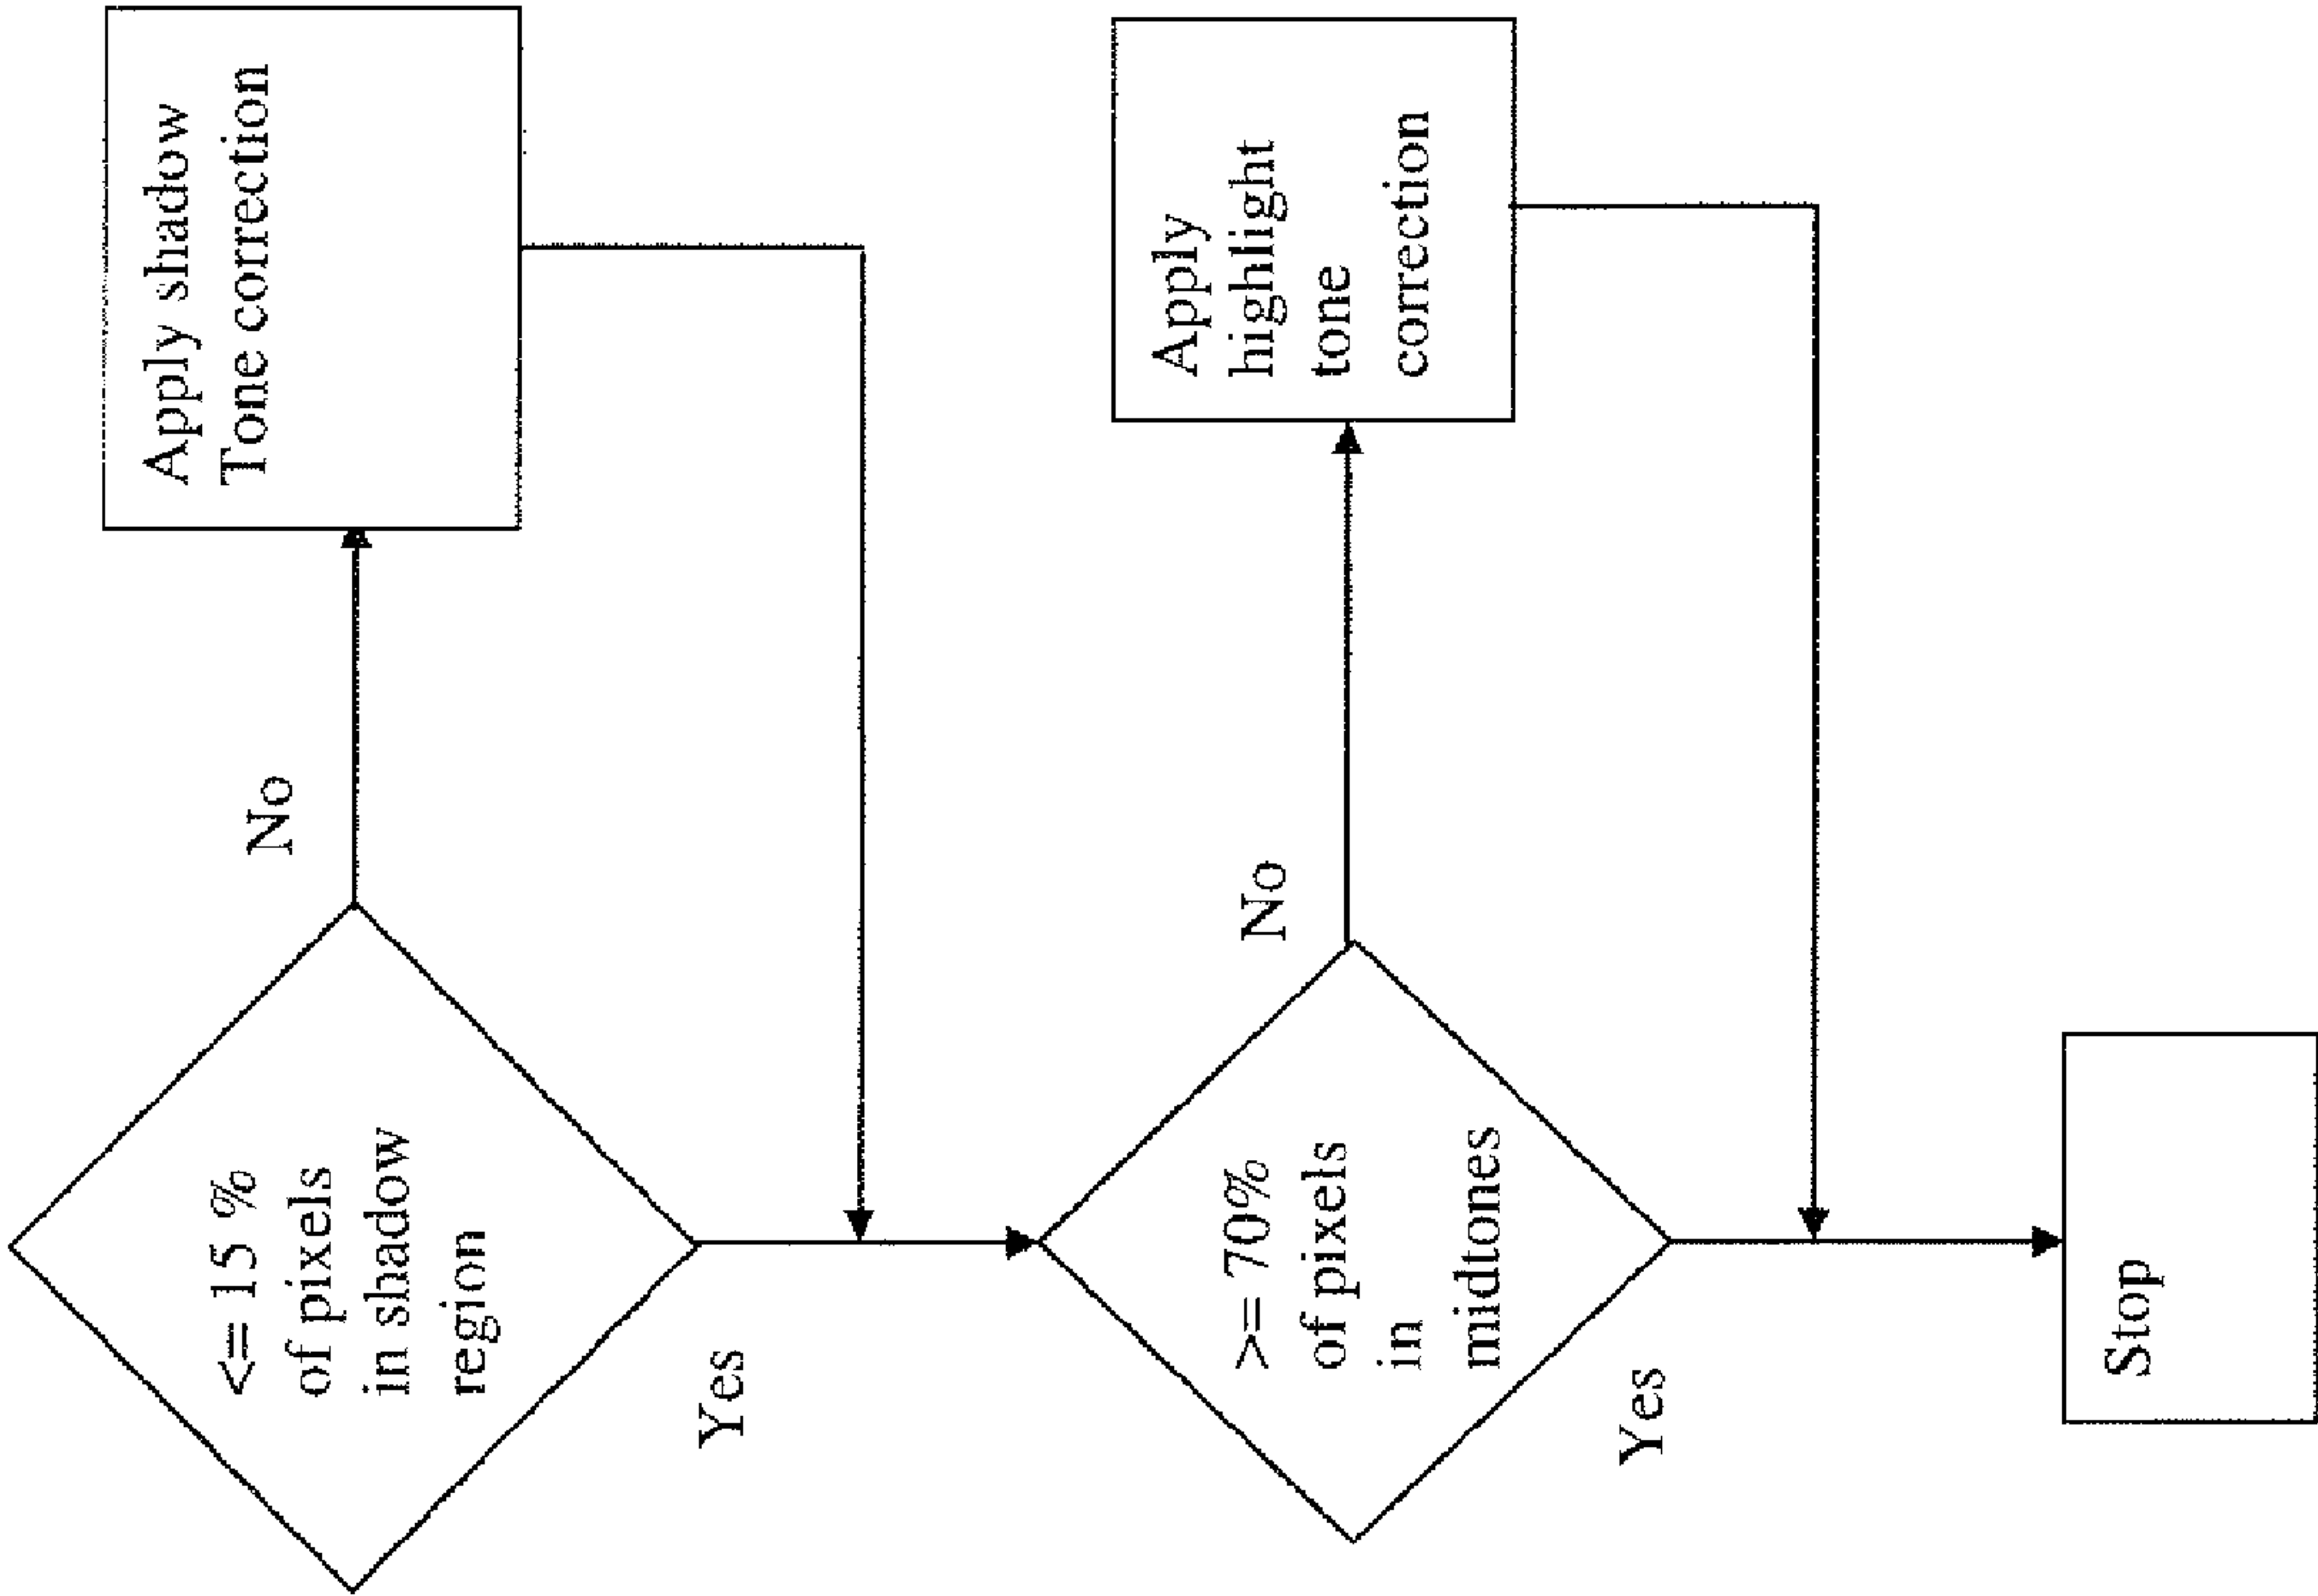 <= 15 %
of pixels
in shadow
region
No
Apply shadow
Tone correction
Yes
>= 70%
of pixels
in
midtones
No
Apply
highlight
tone
correction
Yes
Stop